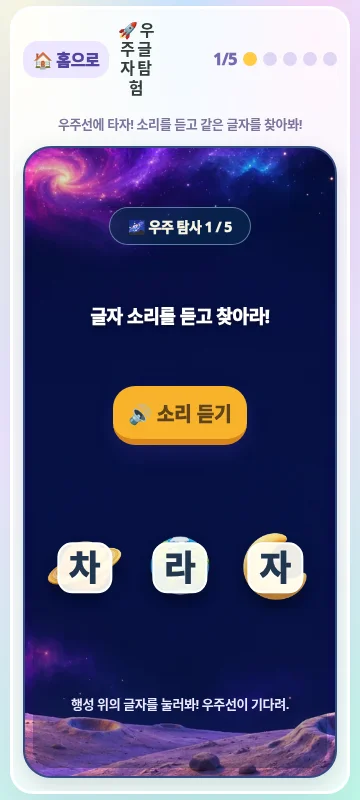 🏠 홈으로
🚀 우
주 글
자 탐
험
1/5
우주선에 타자! 소리를 듣고 같은 글자를 찾아봐!
🌌 우주 탐사 1 / 5
글자 소리를 듣고 찾아라!
🔊 소리 듣기
차 라 자
행성 위의 글자를 눌러봐! 우주선이 기다려.